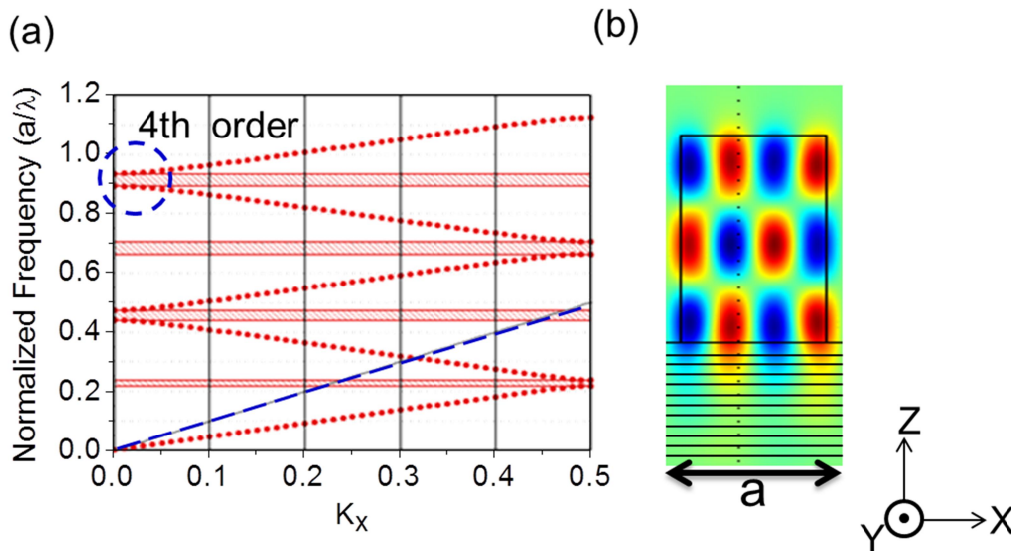 (a)
(b)
Normalized Frequency (a/λ)
1.2
1.0
0.8
0.6
0.4
0.2
0.0
4th order
0.0 0.1 0.2 0.3 0.4 0.5
Kx
a
Z
Y
X